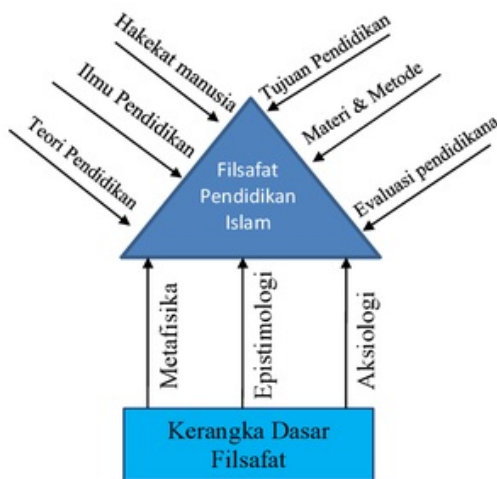 Hakekat manusia
Ilmu Pendidikan
Teori Pendidikan
Tujuan Pendidikan
Materi & Metode
Evaluasi pendidikana
Filsafat
Pendidikan
Islam
Metafisika
Epistimologi
Aksiologi
Kerangka Dasar
Filsafat